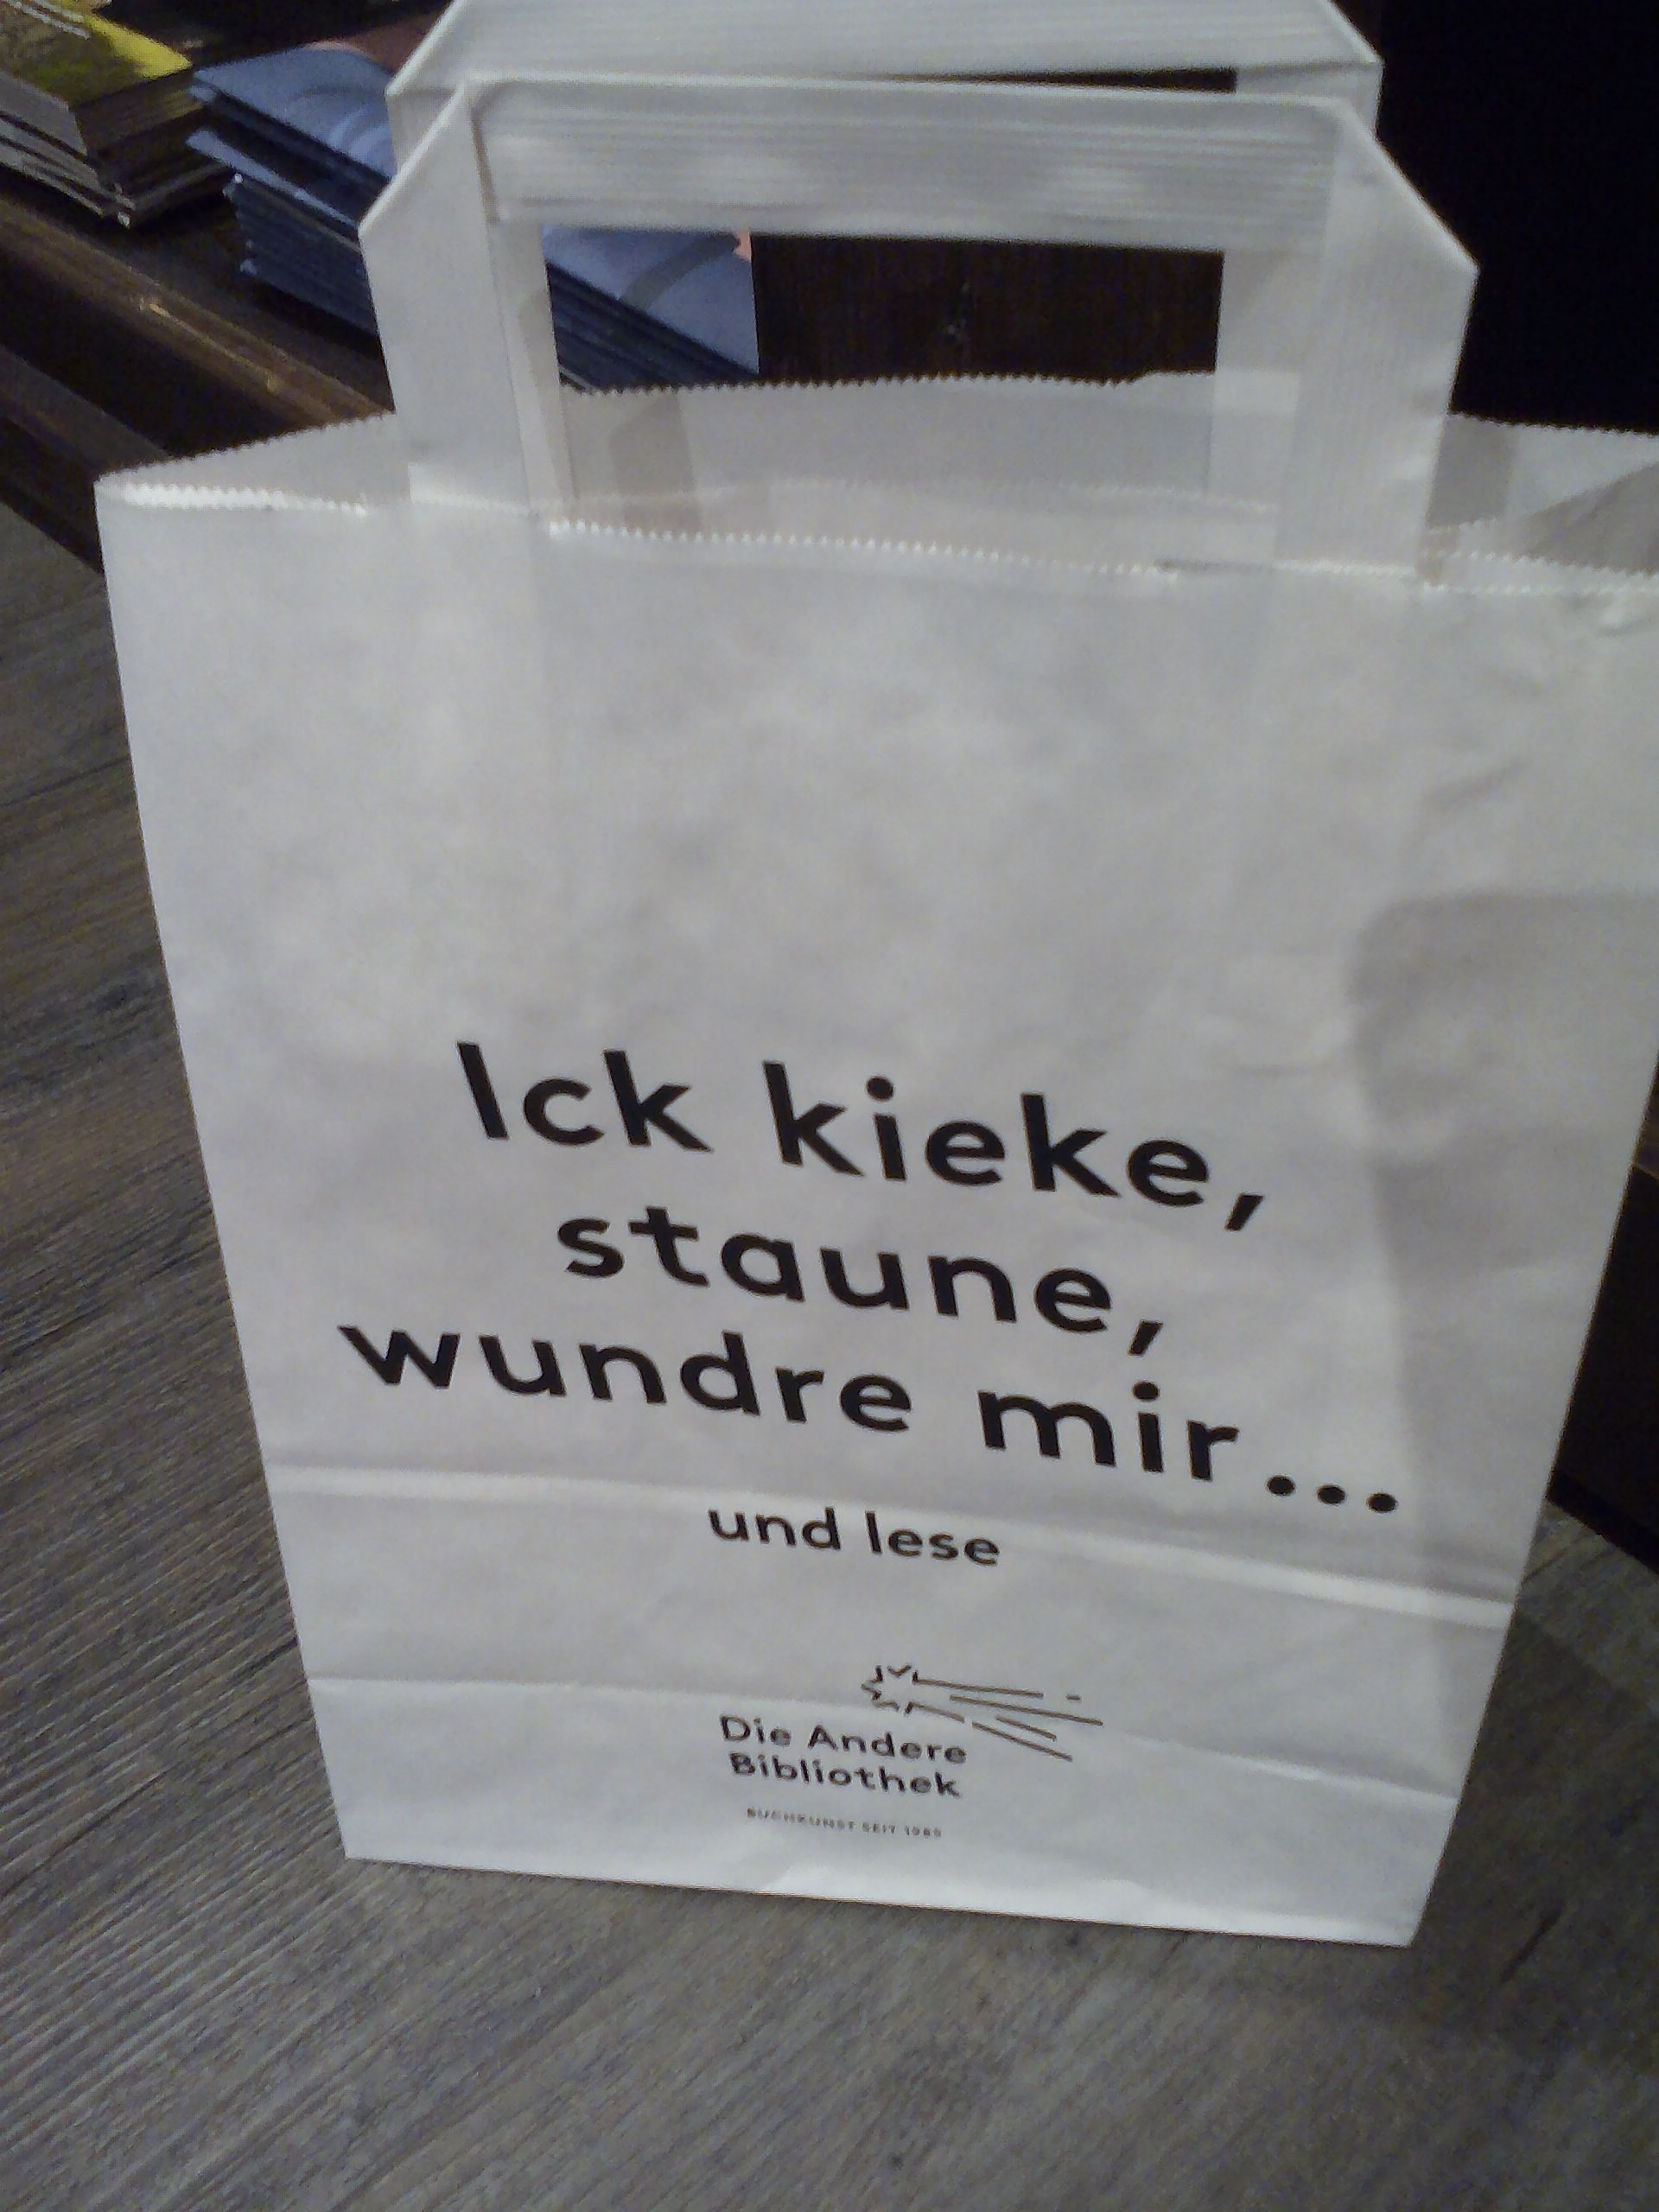 Ick kieke,
staune,
wundre mir...
und lese
Die Andere
Bibliothek
BUCHKUNST SEIT 1985